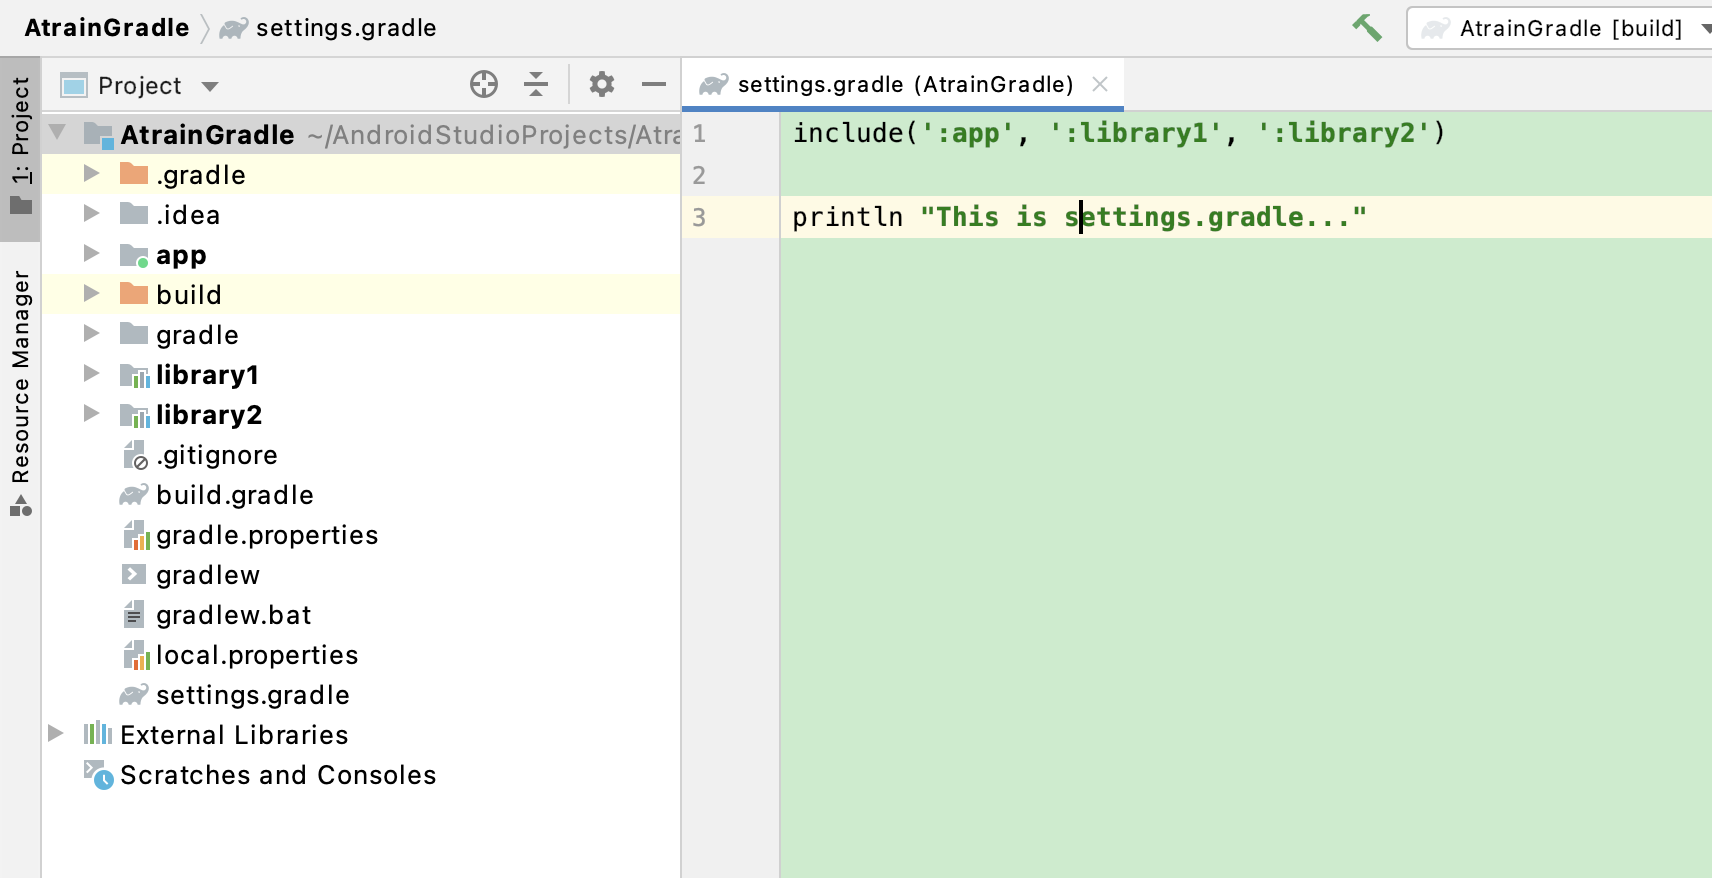 AtrainGradle settings.gradle
AtrainGradle [build]
1: Project
Resource Manager
Project
AtrainGradle ~/AndroidStudioProjects/Atra
.gradle
.idea
app
build
gradle
library1
library2
.gitignore
build.gradle
gradle.properties
gradlew
gradlew.bat
local.properties
settings.gradle
External Libraries
Scratches and Consoles
settings.gradle (AtrainGradle)
1 include(':app', ':library1', ':library2')
2
3 println "This is settings.gradle..."